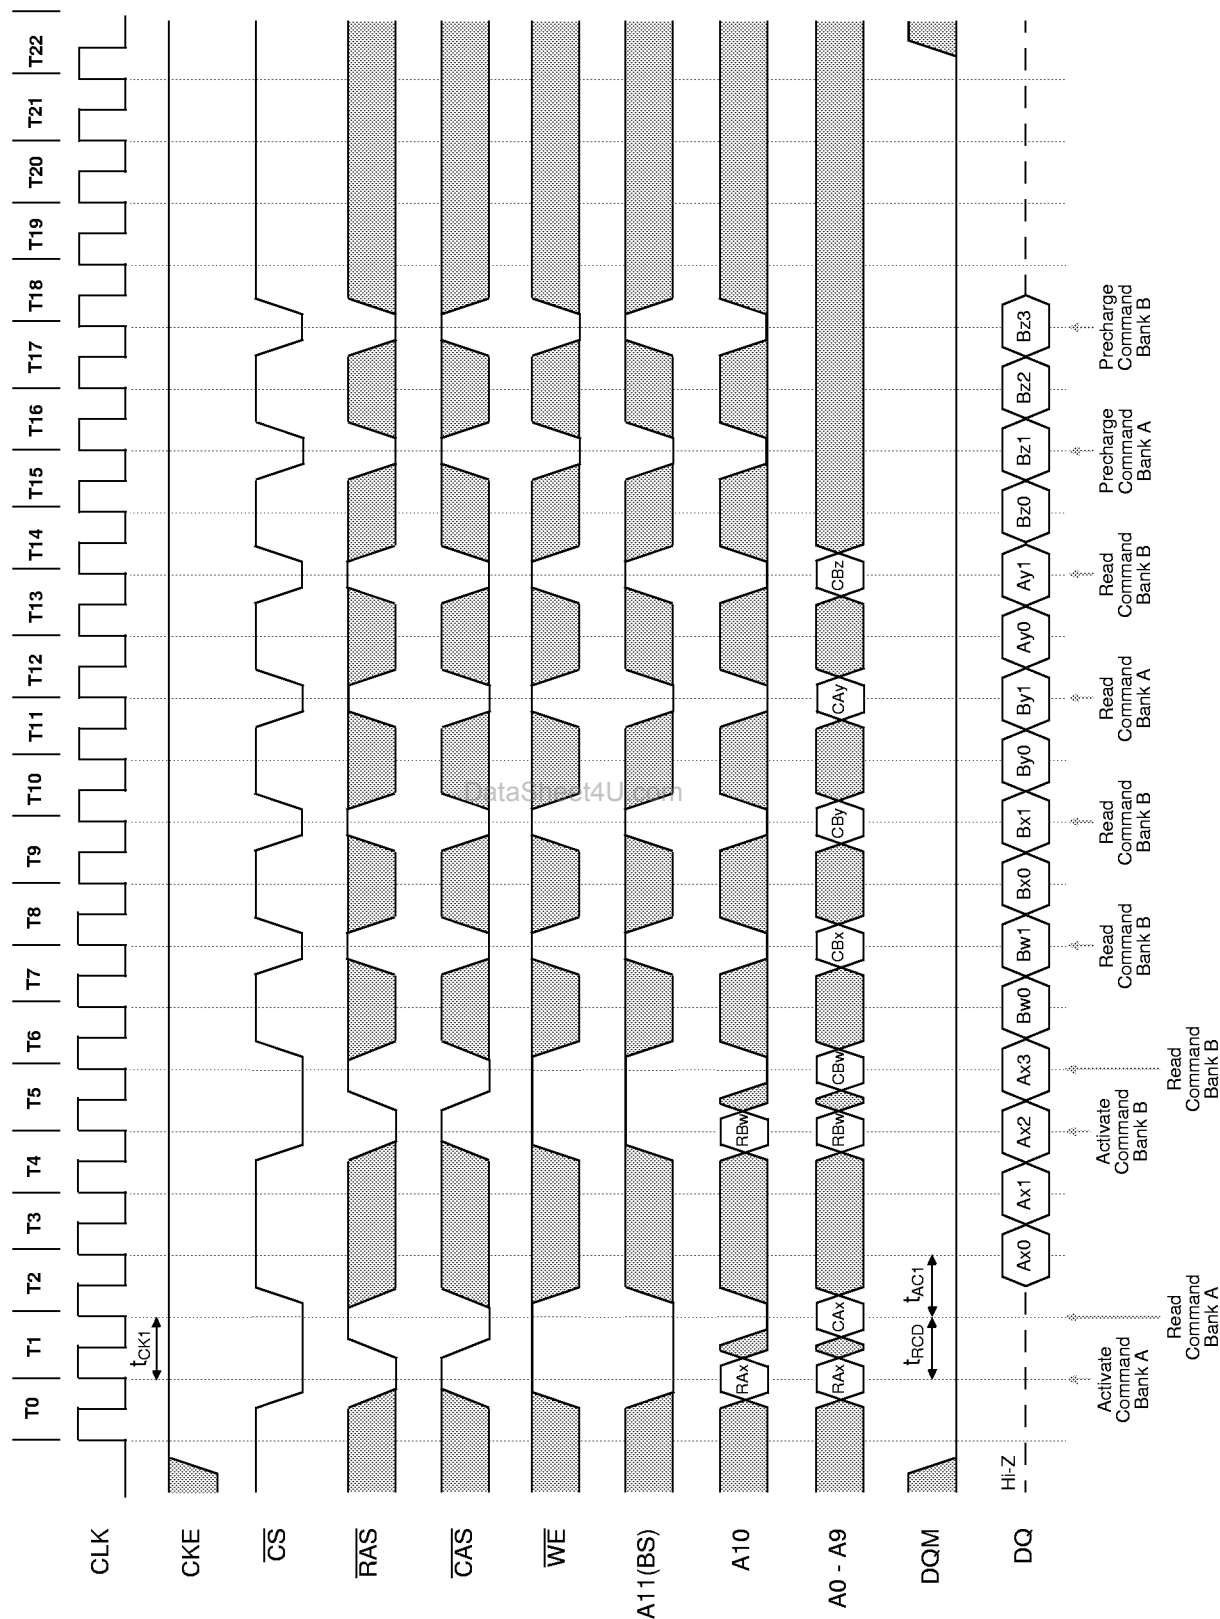 T0 T1 T2 T3 T4 T5 T6 T7 T8 T9 T10 T11 T12 T13 T14 T15 T16 T17 T18 T19 T20 T21 T22
CLK
tCK1
CKE
CS
RAS
CAS
WE
DataSheet4U.com
A11(BS)
A10
RAx RBw
A0 - A9
RAx CAx RBw CBw CBx CBy CAy CBz
DQM
tRCD tAC1
DQ
Hi-Z
Ax0 Ax1 Ax2 Ax3 Bw0 Bw1 Bx0 Bx1 By0 By1 Ay0 Ay1 Bz0 Bz1 Bz2 Bz3
Activate
Command
Bank A
Read
Command
Bank A
Activate
Command
Bank B
Read
Command
Bank B
Read
Command
Bank B
Read
Command
Bank B
Read
Command
Bank A
Read
Command
Bank B
Precharge
Command
Bank A
Precharge
Command
Bank B